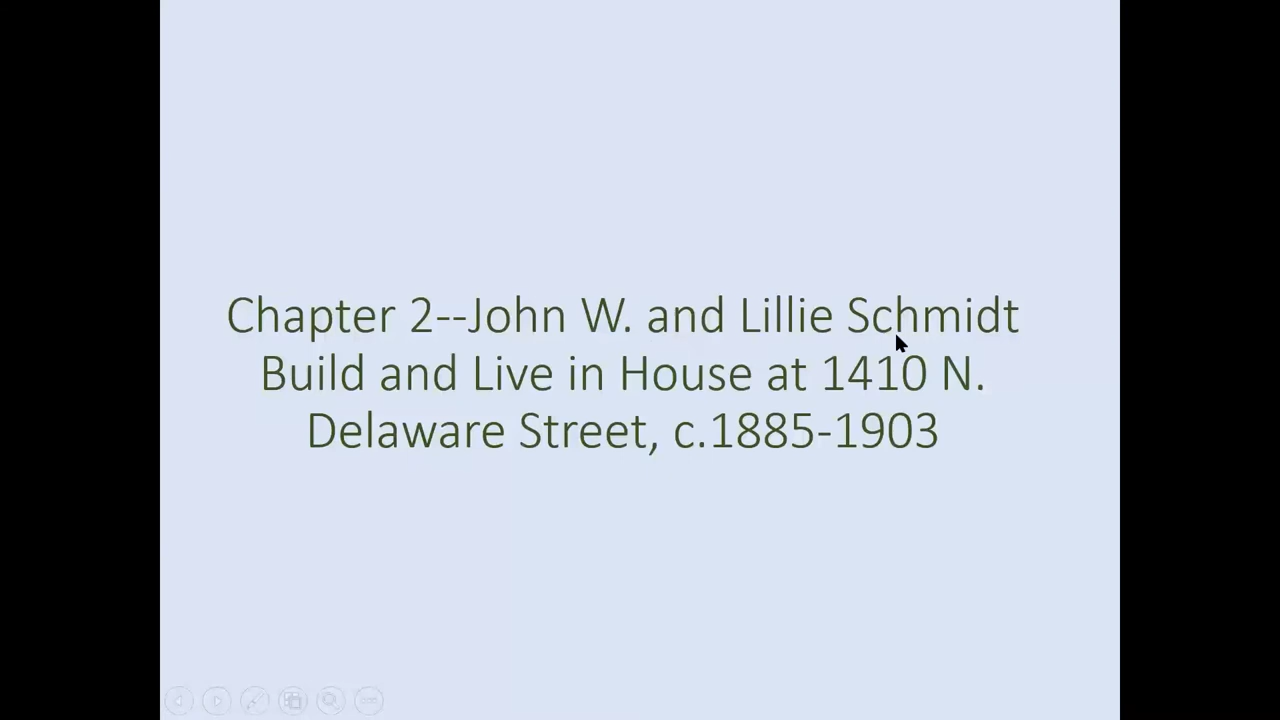 Chapter 2--John W. and Lillie Schmidt
Build and Live in House at 1410 N.
Delaware Street, c.1885-1903